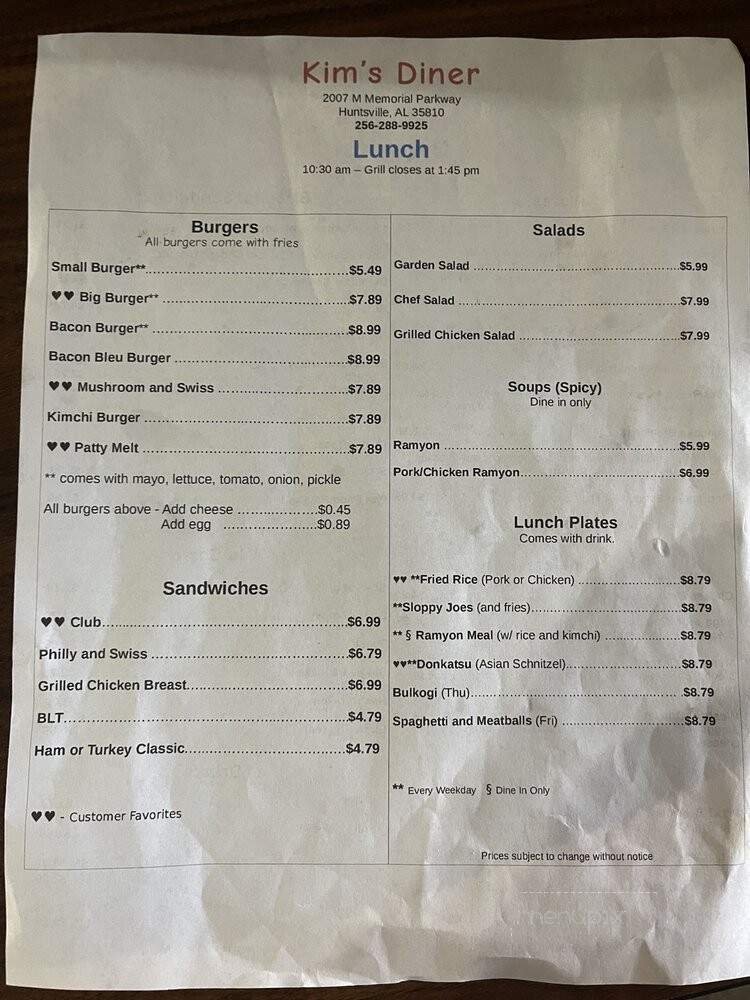 Kim's Diner
2007 M Memorial Parkway
Huntsville, AL 35810
256-288-9925
Lunch
10:30 am – Grill closes at 1:45 pm
Burgers
All burgers come with fries
Small Burger**..........$5.49
♥♥ Big Burger** ..........$7.89
Bacon Burger** ..........$8.99
Bacon Bleu Burger ..........$8.99
♥♥ Mushroom and Swiss ..........$7.89
Kimchi Burger ..........$7.89
♥♥ Patty Melt ..........$7.89
** comes with mayo, lettuce, tomato, onion, pickle
All burgers above - Add cheese ..........$0.45
Add egg ..........$0.89
Sandwiches
♥♥ Club..........$6.99
Philly and Swiss ..........$6.79
Grilled Chicken Breast..........$6.99
BLT..........$4.79
Ham or Turkey Classic..........$4.79
♥♥ - Customer Favorites
Salads
Garden Salad ..........$5.99
Chef Salad ..........$7.99
Grilled Chicken Salad ..........$7.99
Soups (Spicy)
Dine in only
Ramyon ..........$5.99
Pork/Chicken Ramyon..........$6.99
Lunch Plates
Comes with drink.
♥♥ **Fried Rice (Pork or Chicken) ..........$8.79
**Sloppy Joes (and fries)..........$8.79
** § Ramyon Meal (w/ rice and kimchi) ..........$8.79
♥♥**Donkatsu (Asian Schnitzel)..........$8.79
Bulkogi (Thu)..........$8.79
Spaghetti and Meatballs (Fri) ..........$8.79
** Every Weekday § Dine In Only
Prices subject to change without notice